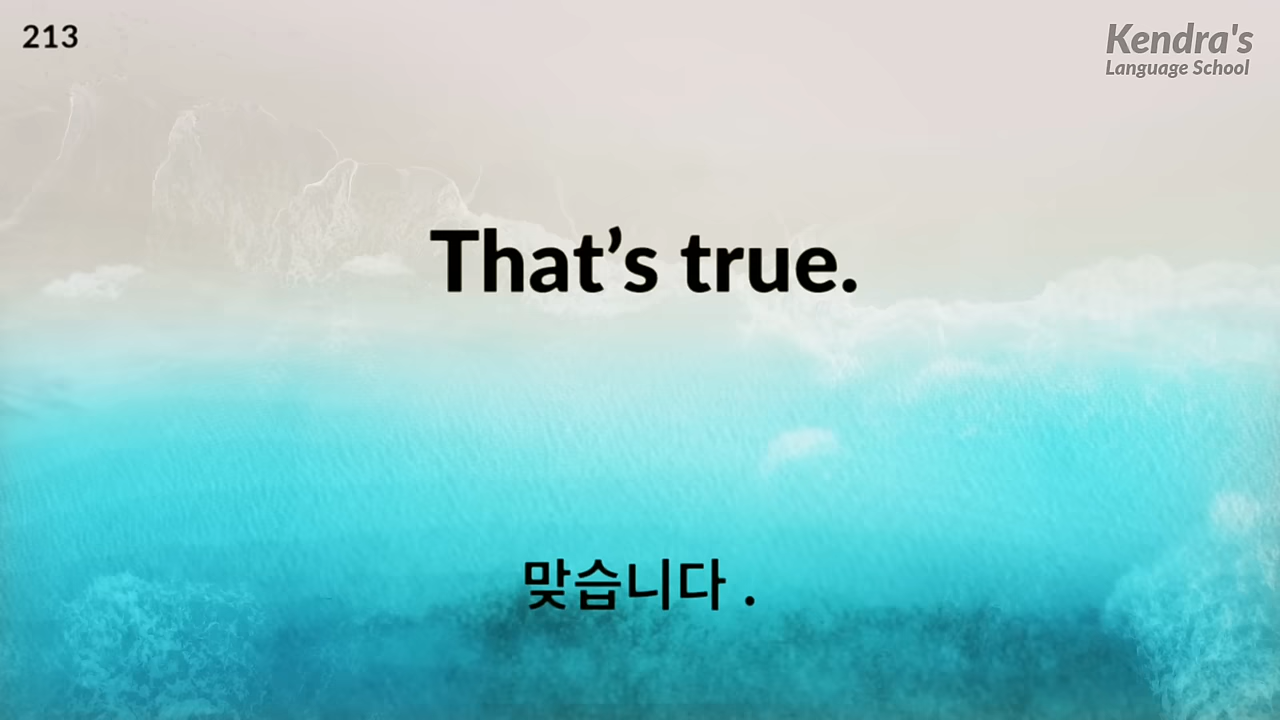 213
Kendra's
Language School
That’s true.
맞습니다 .